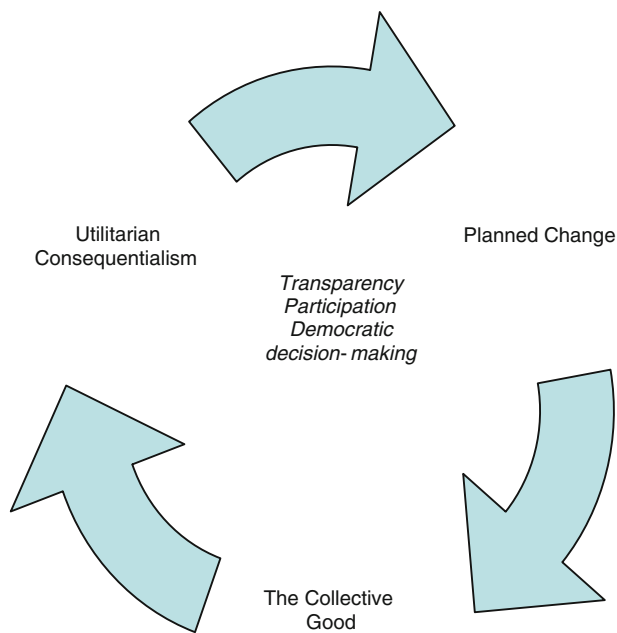 Utilitarian
Consequentialism
Planned Change
Transparency
Participation
Democratic
decision- making
The Collective
Good